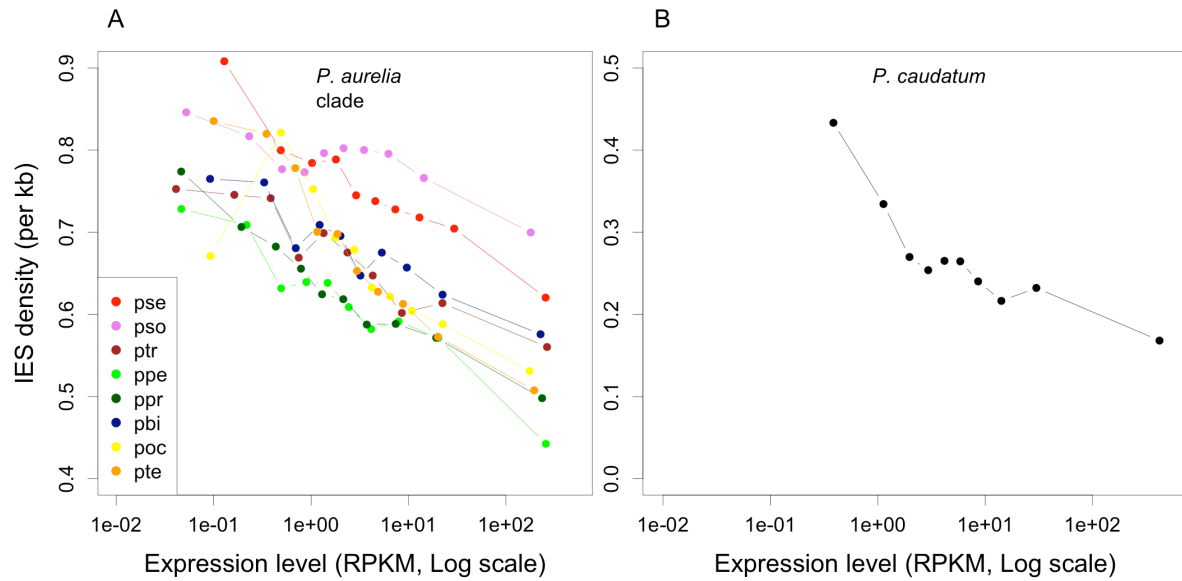 A
P. aurelia
clade
IES density (per kb)
0.9
0.8
0.7
0.6
0.5
0.4
pse
pso
ptr
ppe
ppr
pbi
poc
pte
1e-02 1e-01 1e+00 1e+01 1e+02
Expression level (RPKM, Log scale)
B
P. caudatum
0.5
0.4
0.3
0.2
0.1
0.0
1e-02 1e-01 1e+00 1e+01 1e+02
Expression level (RPKM, Log scale)